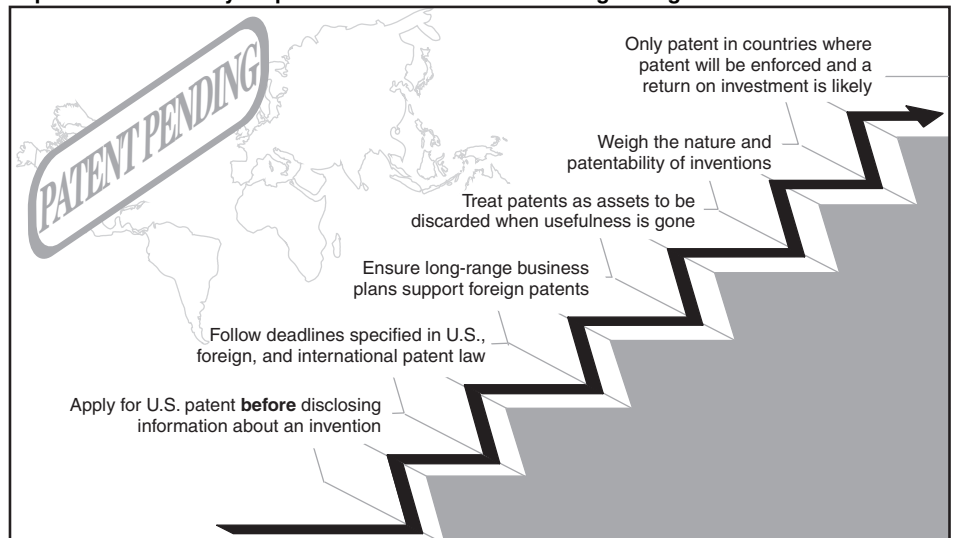 PATENT PENDING
Only patent in countries where
patent will be enforced and a
return on investment is likely
Weigh the nature and
patentability of inventions
Treat patents as assets to be
discarded when usefulness is gone
Ensure long-range business
plans support foreign patents
Follow deadlines specified in U.S.,
foreign, and international patent law
Apply for U.S. patent before disclosing
information about an invention